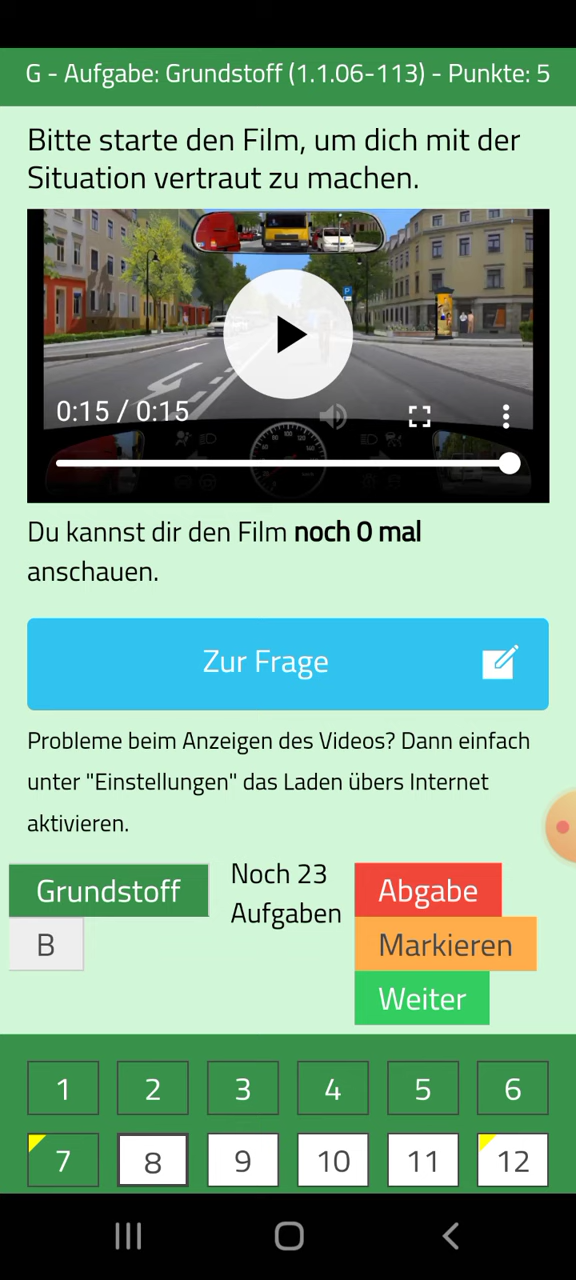 G - Aufgabe: Grundstoff (1.1.06-113) - Punkte: 5
Bitte starte den Film, um dich mit der
Situation vertraut zu machen.
0:15 / 0:15
Du kannst dir den Film noch 0 mal
anschauen.
Zur Frage
Probleme beim Anzeigen des Videos? Dann einfach
unter "Einstellungen" das Laden übers Internet
aktivieren.
Grundstoff
B
Noch 23
Aufgaben
Abgabe
Markieren
Weiter
1 2 3 4 5 6
7 8 9 10 11 12